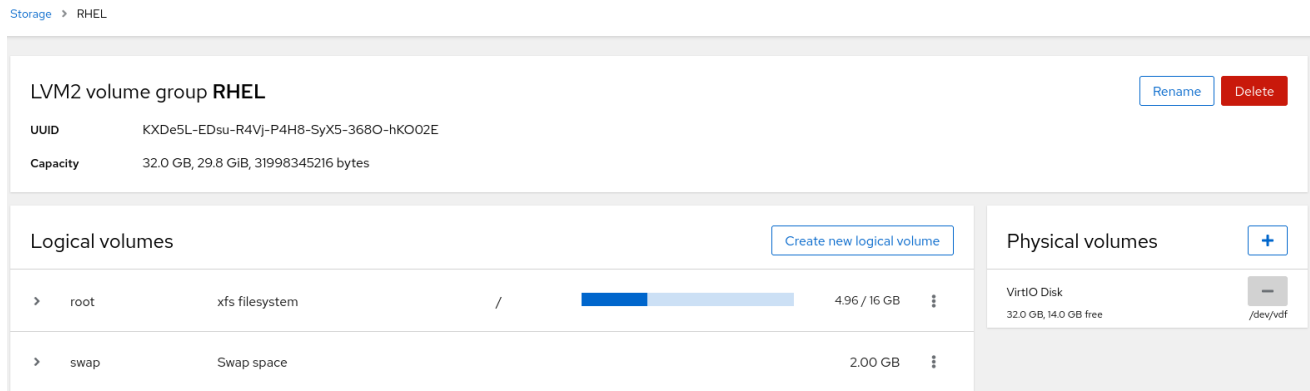 Storage > RHEL
LVM2 volume group RHEL
Rename
Delete
UUID KXDe5L-EDsu-R4Vj-P4H8-SyX5-368O-hKO02E
Capacity 32.0 GB, 29.8 GiB, 31998345216 bytes
Logical volumes
Create new logical volume
root xfs filesystem / 4.96 / 16 GB
swap Swap space 2.00 GB
Physical volumes
+
VirtIO Disk
32.0 GB, 14.0 GB free
−
/dev/vdf